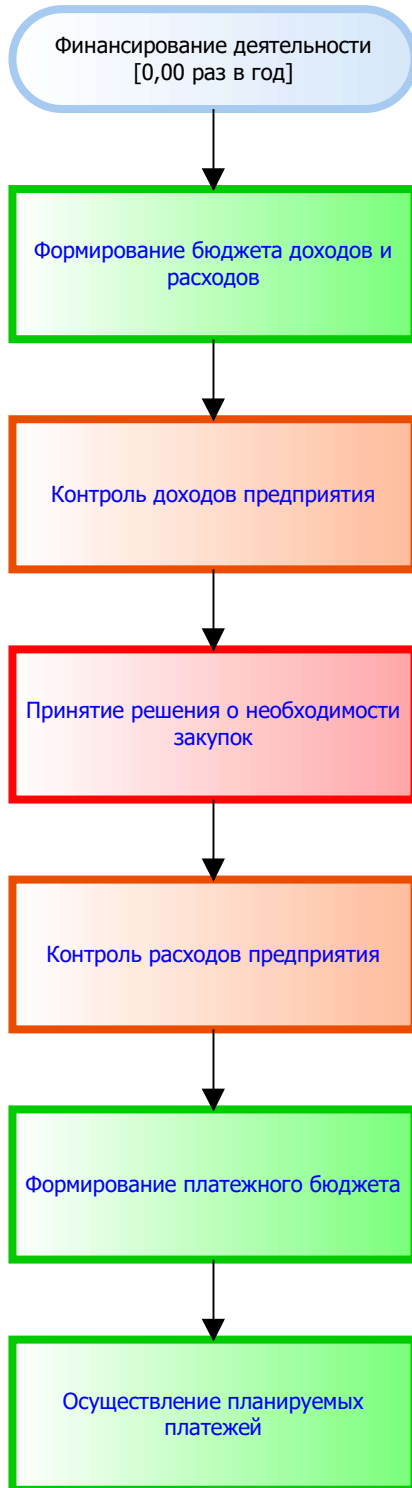 Финансирование деятельности
[0,00 раз в год]
Формирование бюджета доходов и
расходов
Контроль доходов предприятия
Принятие решения о необходимости
закупок
Контроль расходов предприятия
Формирование платежного бюджета
Осуществление планируемых
платежей